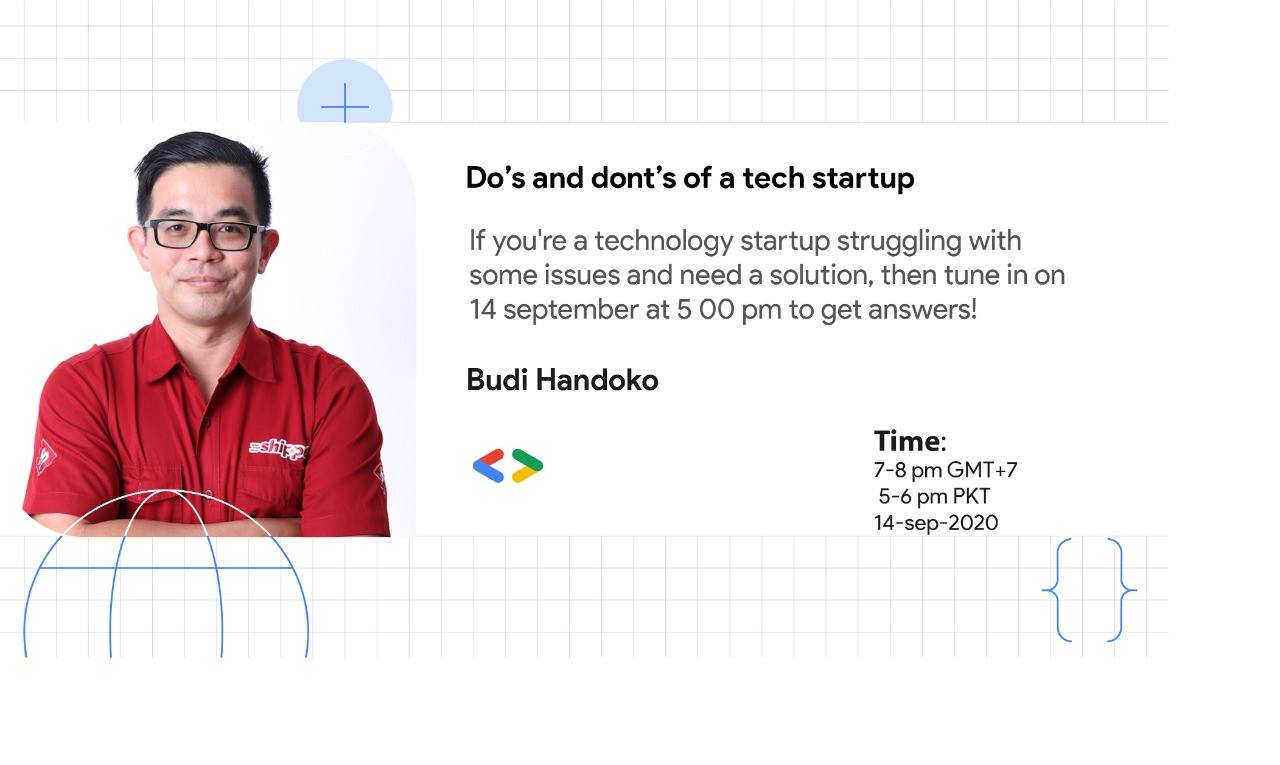 Do’s and dont’s of a tech startup
If you're a technology startup struggling with
some issues and need a solution, then tune in on
14 september at 5 00 pm to get answers!
Budi Handoko
Time:
7-8 pm GMT+7
5-6 pm PKT
14-sep-2020